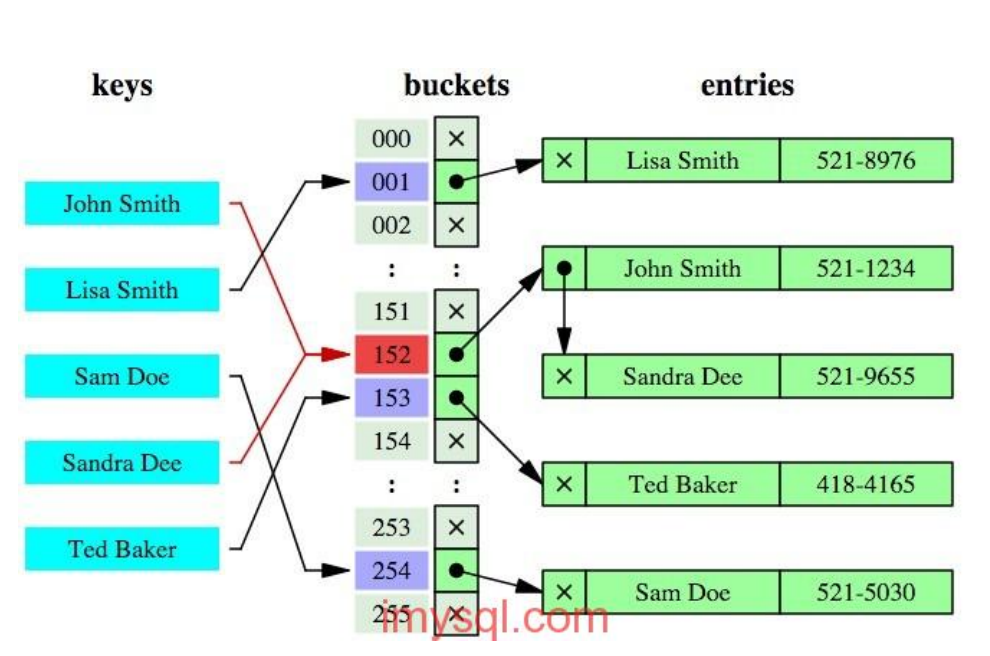 keys buckets entries
000 ×
001
002 ×
: :
151 ×
152
153
154 ×
: :
253 ×
254
255 ×
John Smith
Lisa Smith
Sam Doe
Sandra Dee
Ted Baker
× Lisa Smith 521-8976
John Smith 521-1234
× Sandra Dee 521-9655
× Ted Baker 418-4165
× Sam Doe 521-5030
imysql.com